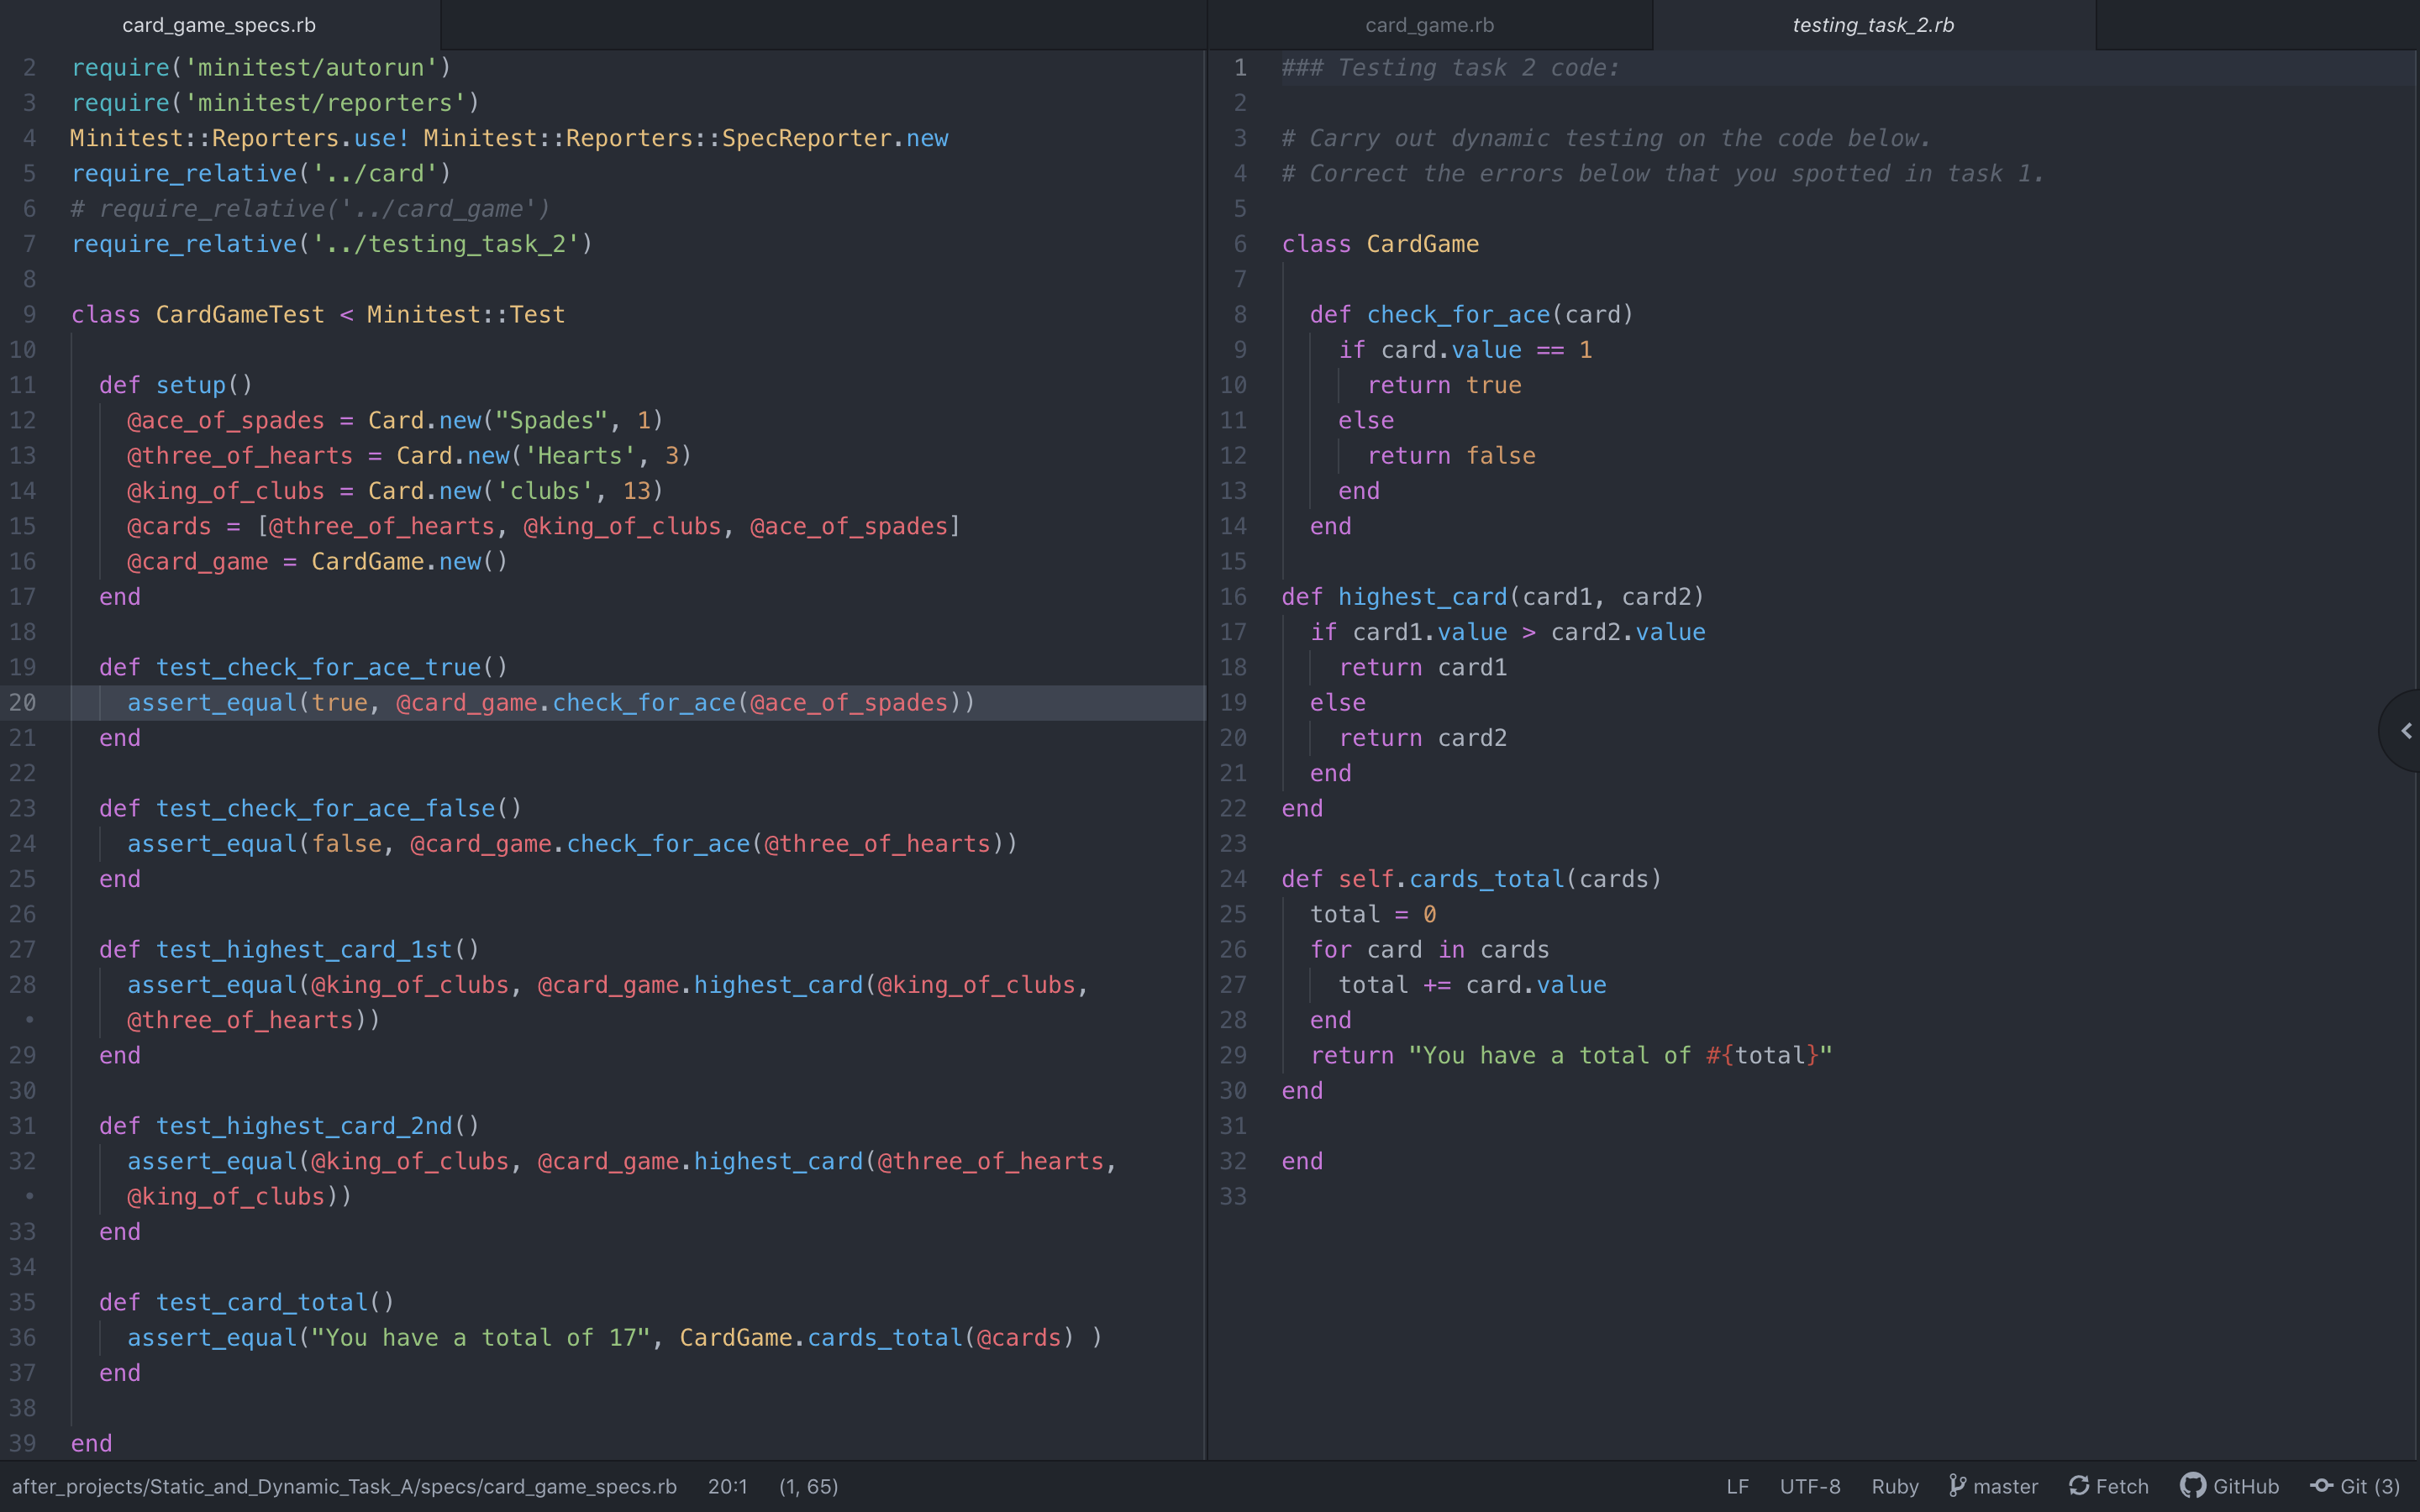 card_game_specs.rb
2 require('minitest/autorun')
3 require('minitest/reporters')
4 Minitest::Reporters.use! Minitest::Reporters::SpecReporter.new
5 require_relative('../card')
6 # require_relative('../card_game')
7 require_relative('../testing_task_2')
8
9 class CardGameTest < Minitest::Test
10
11   def setup()
12     @ace_of_spades = Card.new("Spades", 1)
13     @three_of_hearts = Card.new('Hearts', 3)
14     @king_of_clubs = Card.new('clubs', 13)
15     @cards = [@three_of_hearts, @king_of_clubs, @ace_of_spades]
16     @card_game = CardGame.new()
17   end
18
19   def test_check_for_ace_true()
20     assert_equal(true, @card_game.check_for_ace(@ace_of_spades))
21   end
22
23   def test_check_for_ace_false()
24     assert_equal(false, @card_game.check_for_ace(@three_of_hearts))
25   end
26
27   def test_highest_card_1st()
28     assert_equal(@king_of_clubs, @card_game.highest_card(@king_of_clubs,
•     @three_of_hearts))
29   end
30
31   def test_highest_card_2nd()
32     assert_equal(@king_of_clubs, @card_game.highest_card(@three_of_hearts,
•     @king_of_clubs))
33   end
34
35   def test_card_total()
36     assert_equal("You have a total of 17", CardGame.cards_total(@cards) )
37   end
38
39 end
card_game.rb
testing_task_2.rb
1 ### Testing task 2 code:
2
3 # Carry out dynamic testing on the code below.
4 # Correct the errors below that you spotted in task 1.
5
6 class CardGame
7
8   def check_for_ace(card)
9     if card.value == 1
10       return true
11     else
12       return false
13     end
14   end
15
16 def highest_card(card1, card2)
17   if card1.value > card2.value
18     return card1
19   else
20     return card2
21   end
22 end
23
24 def self.cards_total(cards)
25   total = 0
26   for card in cards
27     total += card.value
28   end
29   return "You have a total of #{total}"
30 end
31
32 end
33
after_projects/Static_and_Dynamic_Task_A/specs/card_game_specs.rb 20:1 (1, 65) LF UTF-8 Ruby master Fetch GitHub Git (3)